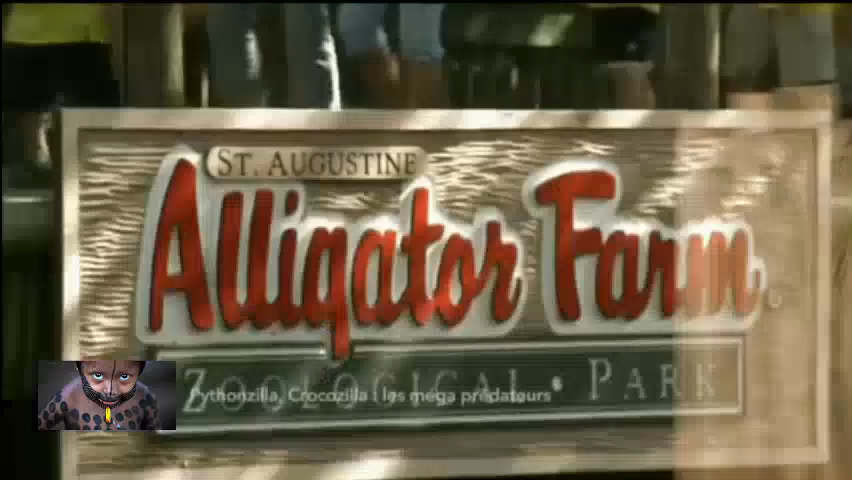 ST. AUGUSTINE
Alligator Farm
ZOOLOGICAL • PARK
Pythonzilla, Crocozilla : les méga prédateurs